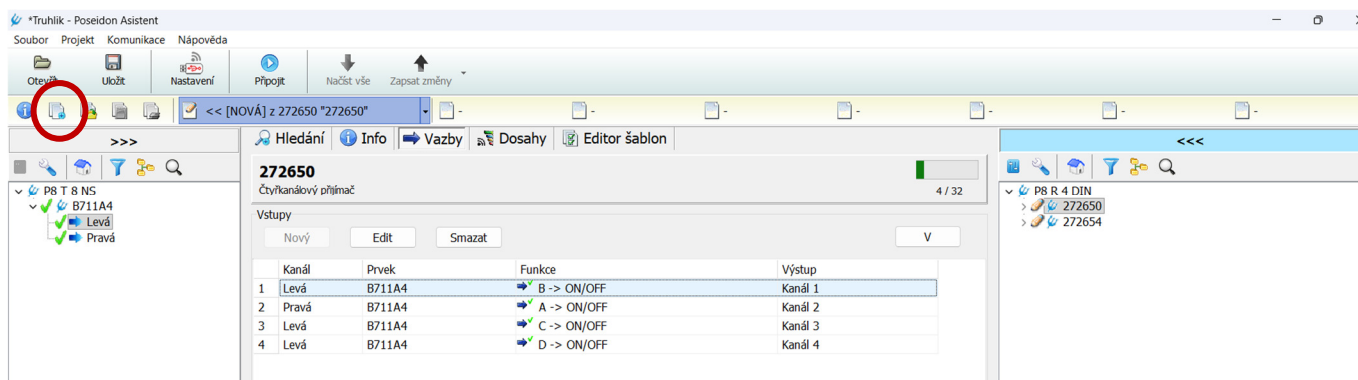 *Truhlik - Poseidon Asistent
Soubor Projekt Komunikace Nápověda
Otevřít Uložit Nastavení Připojit Načíst vše Zapsat změny
<< [NOVÁ] z 272650 "272650" - - - - - - -
>>> Hledání Info Vazby Dosahy Editor šablon <<<
272650
Čtyřkanálový přijímač 4 / 32
P8 T 8 NS
B711A4
Levá
Pravá
Vstupy
Nový Edit Smazat V
Kanál Prvek Funkce Výstup
1 Levá B711A4 B -> ON/OFF Kanál 1
2 Pravá B711A4 A -> ON/OFF Kanál 2
3 Levá B711A4 C -> ON/OFF Kanál 3
4 Levá B711A4 D -> ON/OFF Kanál 4
P8 R 4 DIN
272650
272654